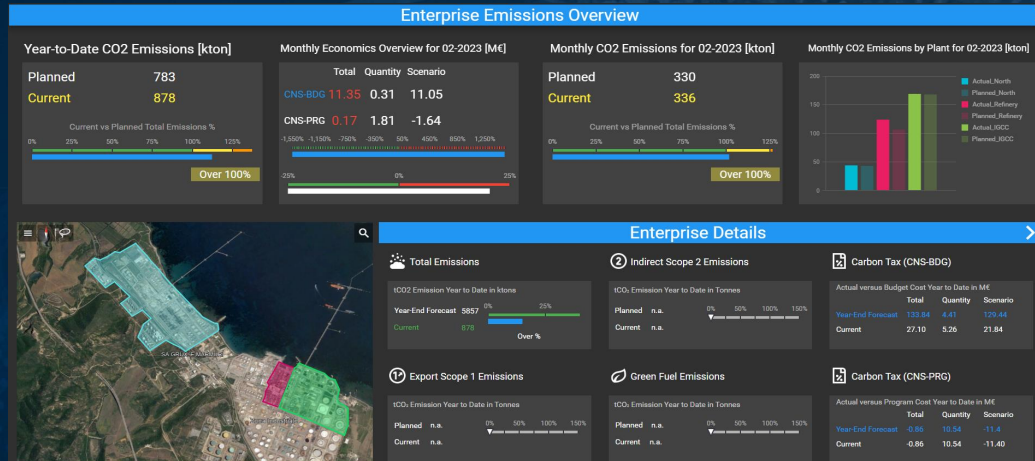 Enterprise Emissions Overview
Year-to-Date CO2 Emissions [kton]
Planned 783
Current 878
Current vs Planned Total Emissions %
0% 25% 50% 75% 100% 125%
Over 100%
Monthly Economics Overview for 02-2023 [M€]
Total Quantity Scenario
CNS-BDG 11.35 0.31 11.05
CNS-PRG 0.17 1.81 -1.64
-1,550% -1,150% -750% -350% 50% 450% 850% 1,250%
-25% 0% 25%
Monthly CO2 Emissions for 02-2023 [kton]
Planned 330
Current 336
Current vs Planned Total Emissions %
0% 25% 50% 75% 100% 125%
Over 100%
Monthly CO2 Emissions by Plant for 02-2023 [kton]
200
150
100
50
0
Actual_North
Planned_North
Actual_Refinery
Planned_Refinery
Actual_IGCC
Planned_IGCC
Enterprise Details
Total Emissions
tCO2 Emission Year to Date in ktons
Year-End Forecast 5857
Current 878
0% 25%
Over %
2 Indirect Scope 2 Emissions
tCO₂ Emission Year to Date in Tonnes
Planned n.a.
Current n.a.
0% 50% 100% 150%
Carbon Tax (CNS-BDG)
Actual versus Budget Cost Year to Date in M€
Total Quantity Scenario
Year-End Forecast 133.84 4.41 129.44
Current 27.10 5.26 21.84
Export Scope 1 Emissions
tCO₂ Emission Year to Date in Tonnes
Planned n.a.
Current n.a.
0% 50% 100% 150%
Green Fuel Emissions
tCO₂ Emission Year to Date in Tonnes
Planned n.a.
Current n.a.
0% 50% 100% 150%
Carbon Tax (CNS-PRG)
Actual versus Program Cost Year to Date in M€
Total Quantity Scenario
Year-End Forecast -0.86 10.54 -11.4
Current -0.86 10.54 -11.40